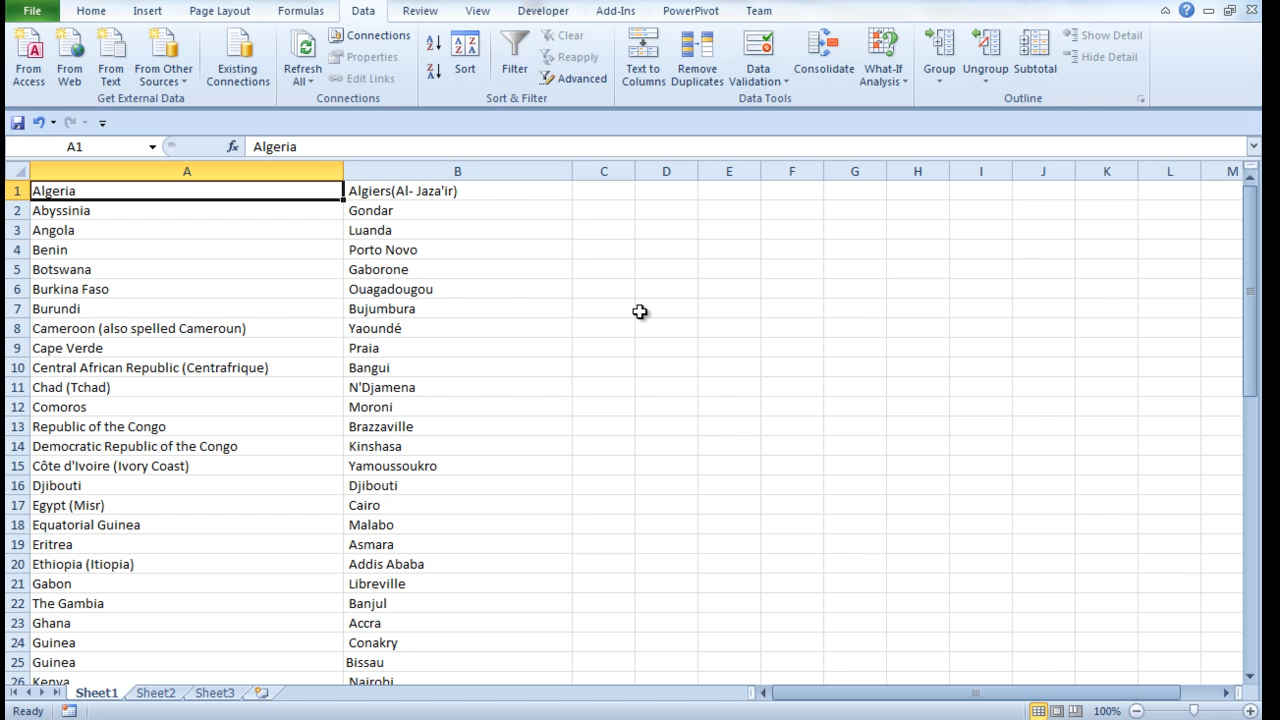 File Home Insert Page Layout Formulas Data Review View Developer Add-Ins PowerPivot Team
From Access
From Web
From Text
From Other Sources
Existing Connections
Get External Data
Refresh All
Connections
Properties
Edit Links
Connections
Sort
Filter
Clear
Reapply
Advanced
Sort & Filter
Text to Columns
Remove Duplicates
Data Validation
Consolidate
What-If Analysis
Data Tools
Group
Ungroup
Subtotal
Show Detail
Hide Detail
Outline
A1 fx Algeria
A B C D E F G H I J K L M
1 Algeria Algiers(Al- Jaza'ir)
2 Abyssinia Gondar
3 Angola Luanda
4 Benin Porto Novo
5 Botswana Gaborone
6 Burkina Faso Ouagadougou
7 Burundi Bujumbura
8 Cameroon (also spelled Cameroun) Yaoundé
9 Cape Verde Praia
10 Central African Republic (Centrafrique) Bangui
11 Chad (Tchad) N'Djamena
12 Comoros Moroni
13 Republic of the Congo Brazzaville
14 Democratic Republic of the Congo Kinshasa
15 Côte d'Ivoire (Ivory Coast) Yamoussoukro
16 Djibouti Djibouti
17 Egypt (Misr) Cairo
18 Equatorial Guinea Malabo
19 Eritrea Asmara
20 Ethiopia (Itiopia) Addis Ababa
21 Gabon Libreville
22 The Gambia Banjul
23 Ghana Accra
24 Guinea Conakry
25 Guinea Bissau
26 Kenya Nairobi
Sheet1 Sheet2 Sheet3
Ready 100%